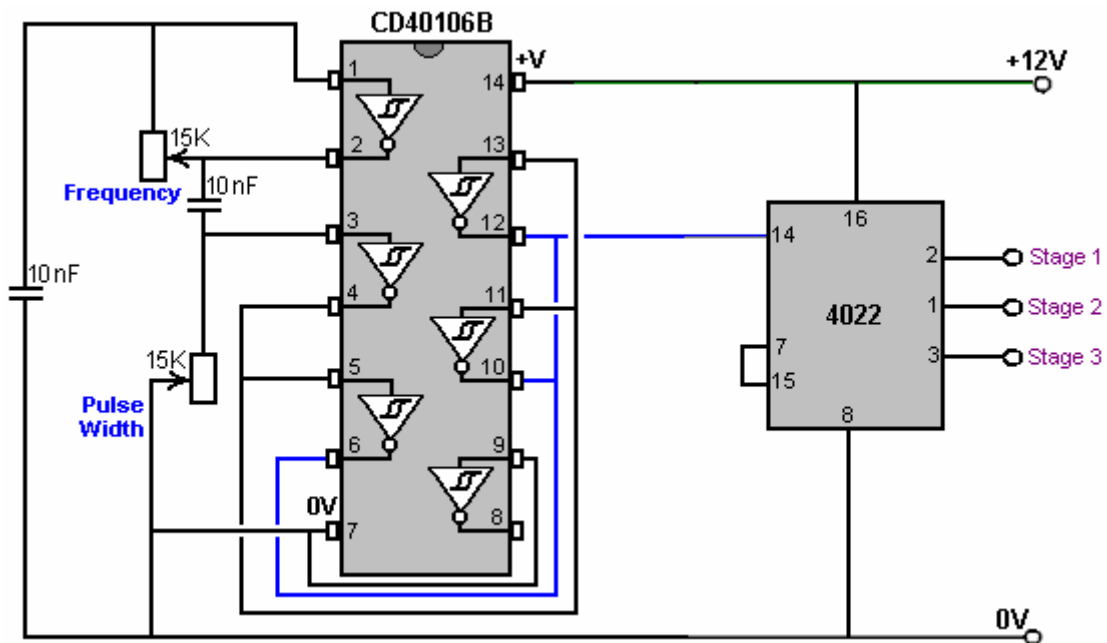 CD40106B
+V
+12V
1
14
15K
2
13
Frequency
10nF
3
12
14
16
2
Stage 1
10nF
4
11
4022
1
Stage 2
15K
5
10
7
3
Stage 3
15
Pulse
Width
6
9
8
0V
7
8
0V